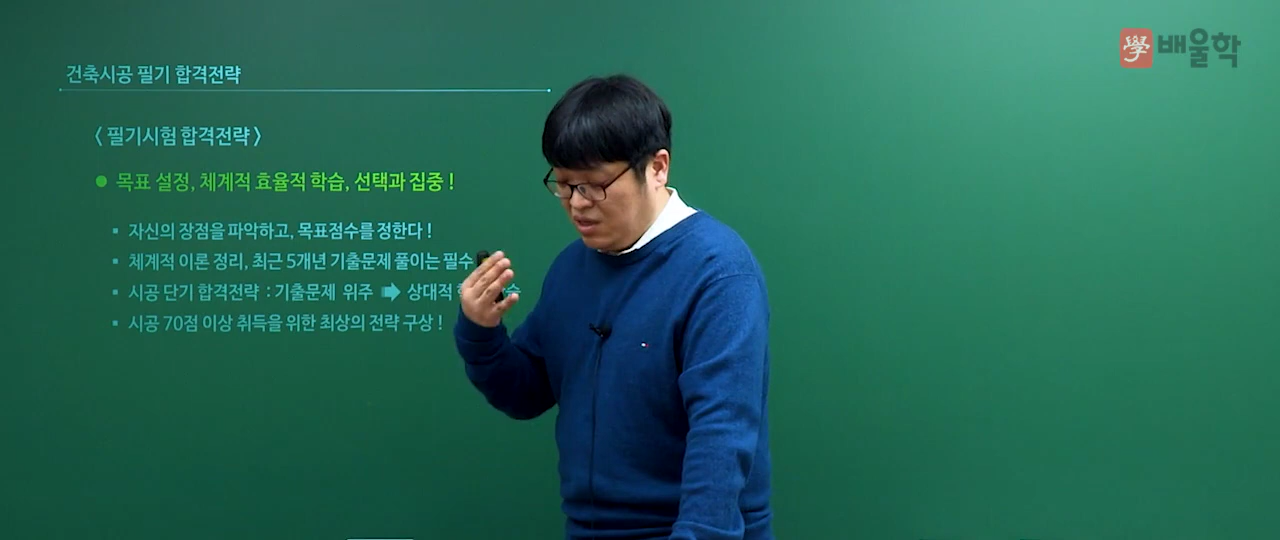 學 배울학
건축시공 필기 합격전략
〈 필기시험 합격전략 〉
● 목표 설정, 체계적 효율적 학습, 선택과 집중 !
▪ 자신의 장점을 파악하고, 목표점수를 정한다 !
▪ 체계적 이론 정리, 최근 5개년 기출문제 풀이는 필수
▪ 시공 단기 합격전략 : 기출문제 위주 ➡ 상대적
▪ 시공 70점 이상 취득을 위한 최상의 전략 구상 !